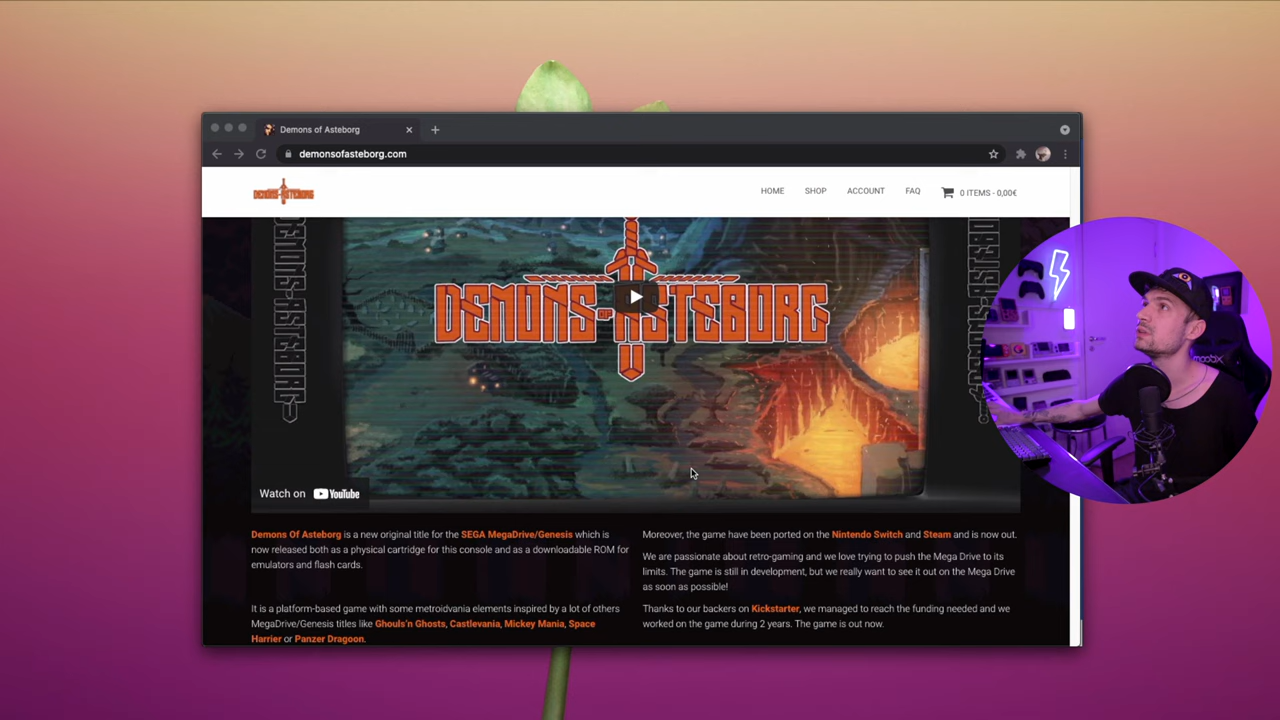 Demons of Asteborg
demonsofasteborg.com
DEMONS OF ASTEBORG
HOME
SHOP
ACCOUNT
FAQ
0 ITEMS - 0,00€
DEMONS OF ASTEBORG
DEMONS OF ASTEBORG
Watch on YouTube
Demons Of Asteborg is a new original title for the SEGA MegaDrive/Genesis which is
now released both as a physical cartridge for this console and as a downloadable ROM for
emulators and flash cards.
It is a platform-based game with some metroidvania elements inspired by a lot of others
MegaDrive/Genesis titles like Ghouls'n Ghosts, Castlevania, Mickey Mania, Space
Harrier or Panzer Dragoon.
Moreover, the game have been ported on the Nintendo Switch and Steam and is now out.
We are passionate about retro-gaming and we love trying to push the Mega Drive to its
limits. The game is still in development, but we really want to see it out on the Mega Drive
as soon as possible!
Thanks to our backers on Kickstarter, we managed to reach the funding needed and we
worked on the game during 2 years. The game is out now.